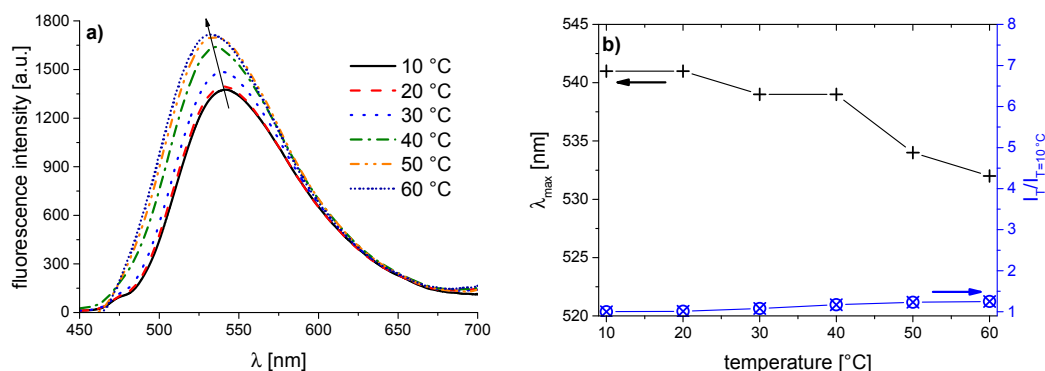 a)
fluorescence intensity [a.u.]
1800
1500
1200
900
600
300
0
450
500
550
600
650
700
λ [nm]
10 °C
20 °C
30 °C
40 °C
50 °C
60 °C
b)
λmax [nm]
545
540
535
530
525
520
10
20
30
40
50
60
temperature [°C]
8
7
6
5
4
3
2
1
IT/IT=10 °C